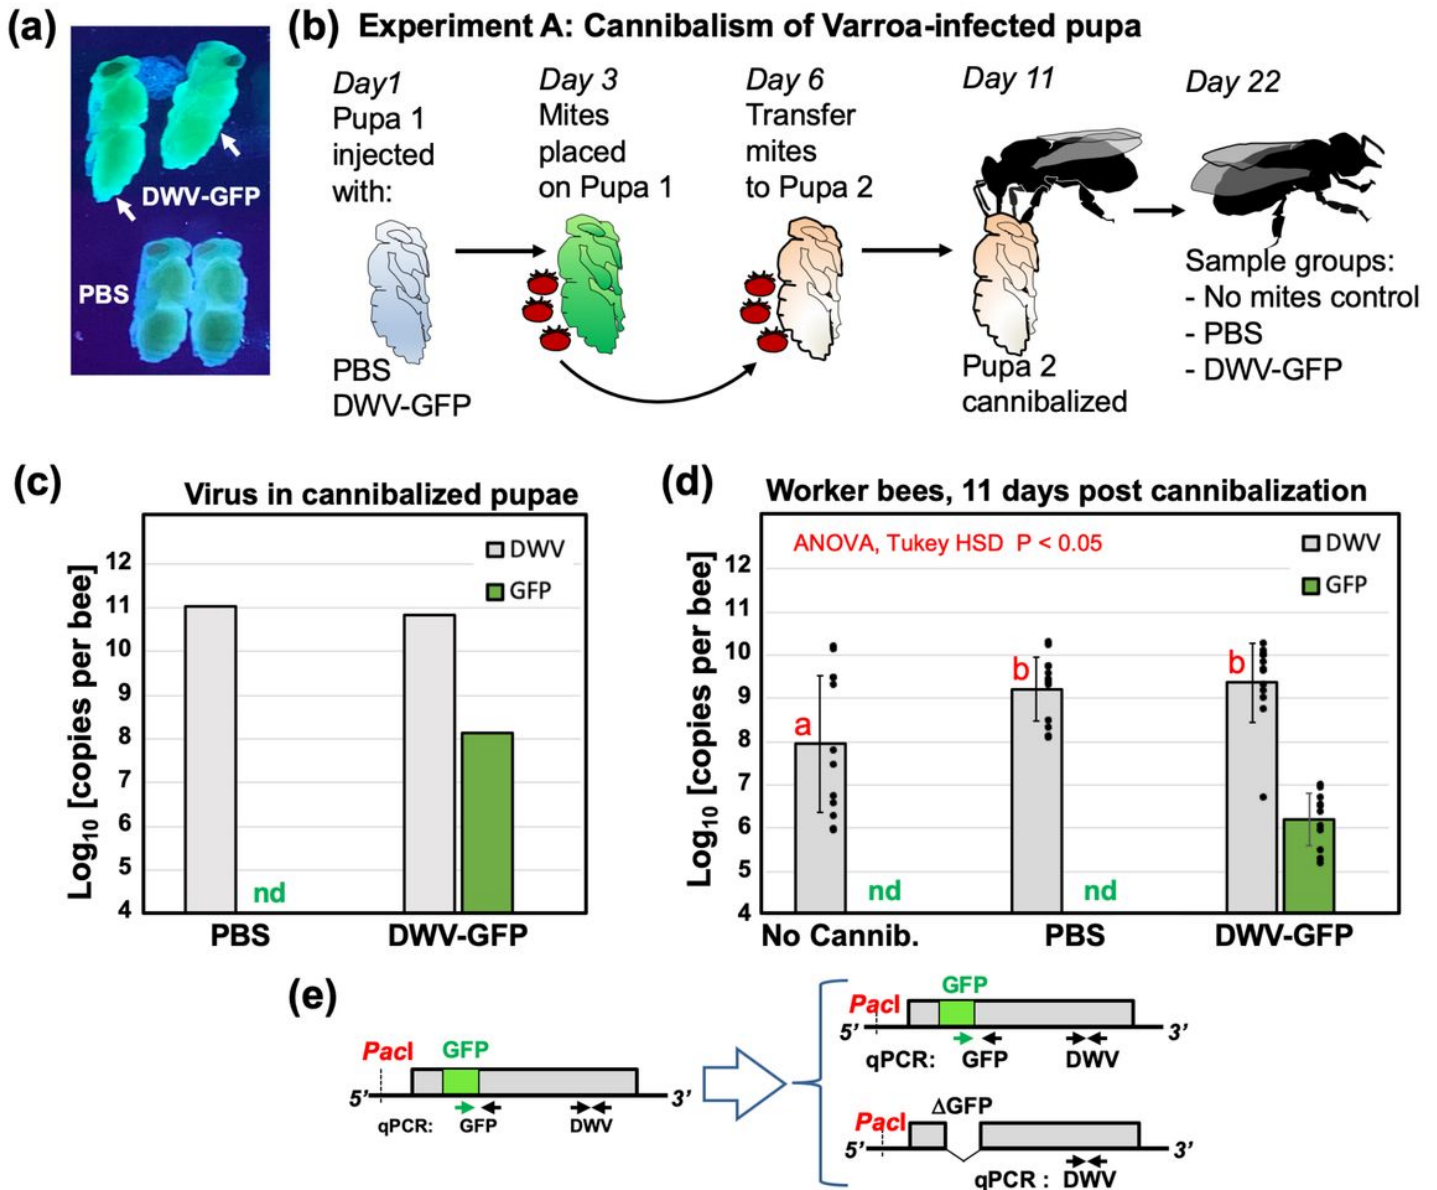 (a)
DWV-GFP
PBS
(b) Experiment A: Cannibalism of Varroa-infected pupa
Day1
Pupa 1
injected
with:
PBS
DWV-GFP
Day 3
Mites
placed
on Pupa 1
Day 6
Transfer
mites
to Pupa 2
Day 11
Pupa 2
cannibalized
Day 22
Sample groups:
- No mites control
- PBS
- DWV-GFP
(c) Virus in cannibalized pupae
Log10 [copies per bee]
12
11
10
9
8
7
6
5
4
DWV
GFP
nd
PBS DWV-GFP
(d) Worker bees, 11 days post cannibalization
ANOVA, Tukey HSD P < 0.05
DWV
GFP
Log10 [copies per bee]
12
11
10
9
8
7
6
5
4
a
b
b
nd
nd
No Cannib. PBS DWV-GFP
(e)
PacI GFP
5’ 3’
qPCR: GFP DWV
GFP
PacI
5’ 3’
qPCR: GFP DWV
ΔGFP
PacI
5’ 3’
qPCR : DWV